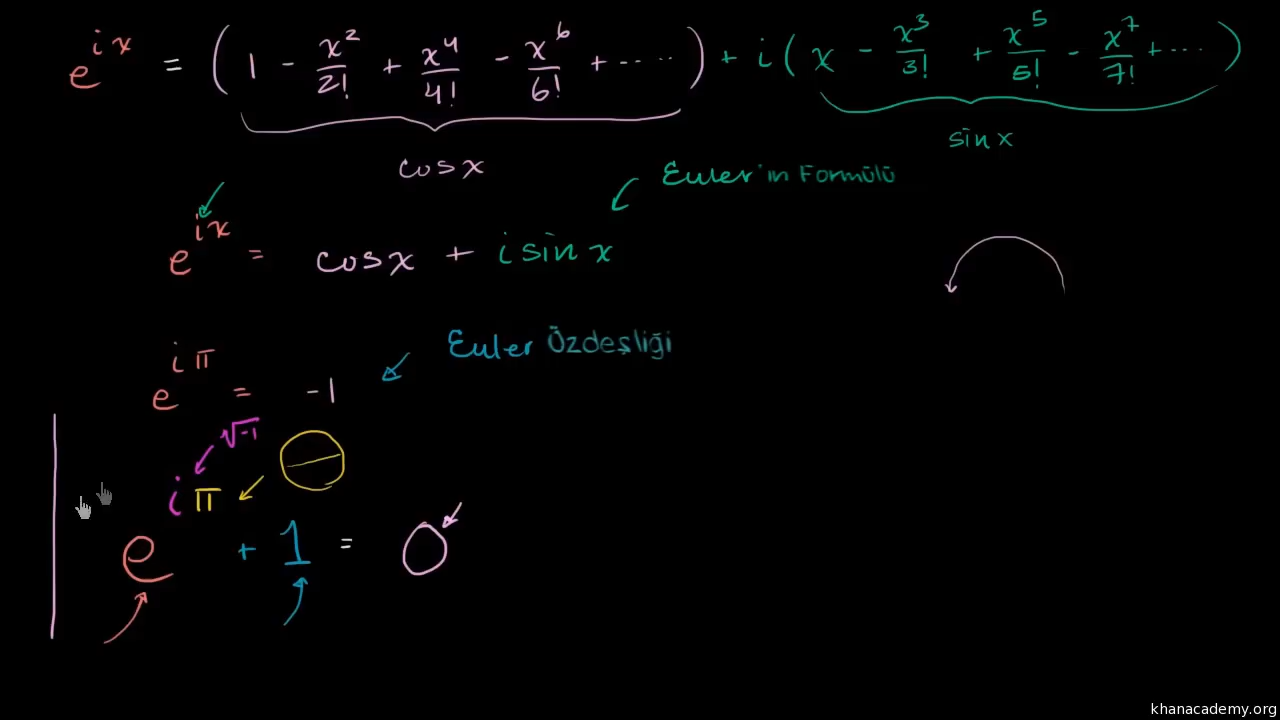 e^{ix} = (1 - x²/2! + x⁴/4! - x⁶/6! + ·····) + i(x - x³/3! + x⁵/5! - x⁷/7! + ····)
cos x
sin x
Euler'in Formülü
e^{ix} = cos x + i sin x
Euler Özdeşliği
e^{iπ} = -1
√-1
e^{iπ} + 1 = 0
khanacademy.org